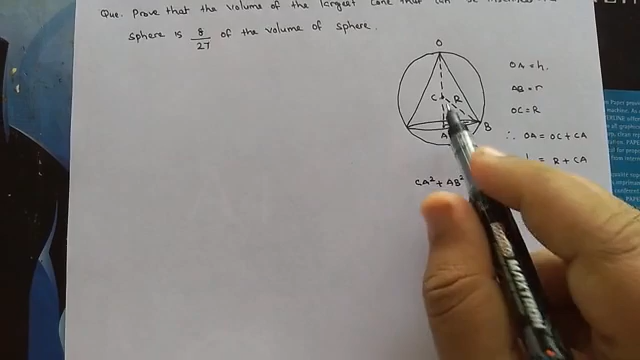 Que. Prove that the volume of the largest cone that can be inscribed
sphere is 8/27 of the volume of sphere.
O
C R
A B
OA = h,
AB = r
OC = R
∴ OA = OC + CA
= R + CA
CA² + AB²